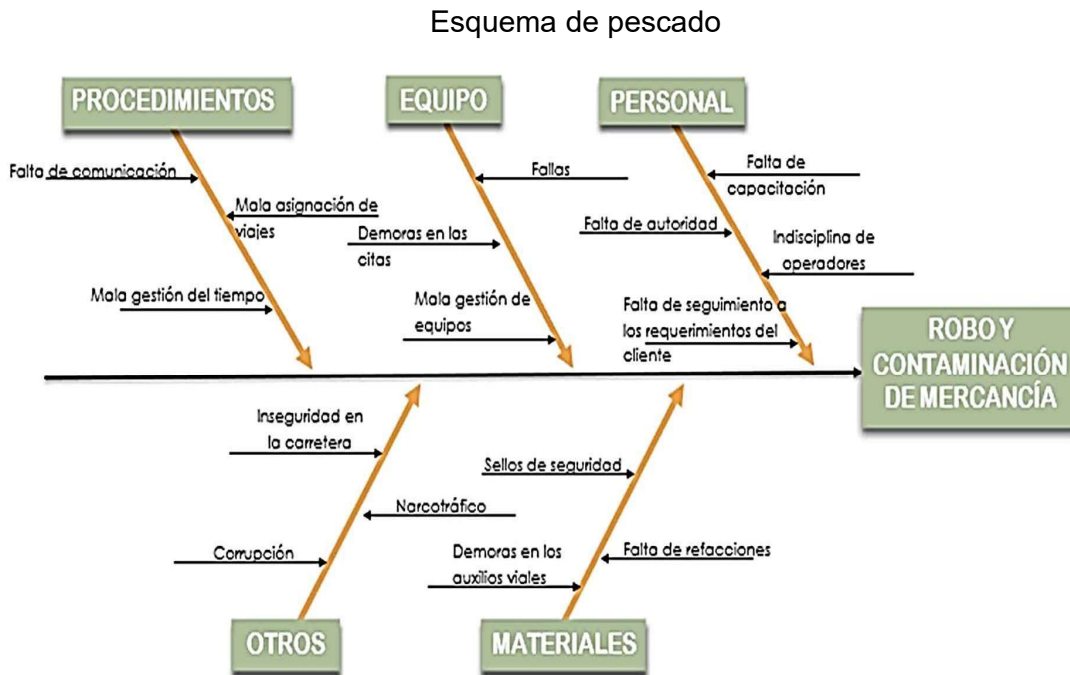 Esquema de pescado
PROCEDIMIENTOS
EQUIPO
PERSONAL
Falta de comunicación
Mala asignación de
viajes
Mala gestión del tiempo
Fallas
Demoras en las
citas
Mala gestión de
equipos
Falta de
capacitación
Falta de autoridad
Indisciplina de
operadores
Falta de seguimiento a
los requerimientos del
cliente
ROBO Y
CONTAMINACIÓN
DE MERCANCÍA
Inseguridad en
la carretera
Narcotráfico
Corrupción
Sellos de seguridad
Falta de refacciones
Demoras en los
auxilios viales
OTROS
MATERIALES